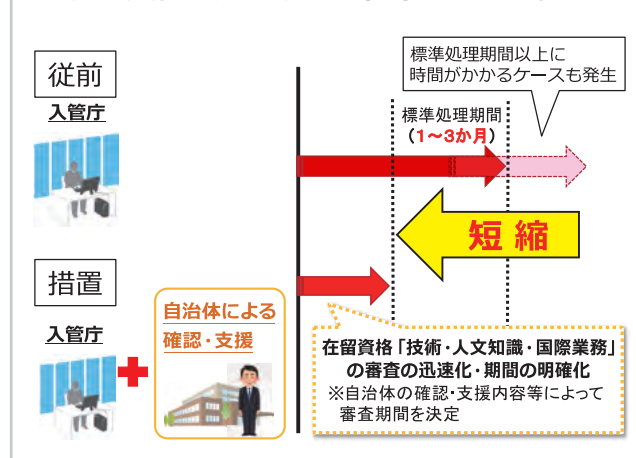 従前
入管庁
標準処理期間以上に
時間がかかるケースも発生
標準処理期間
（1～3か月）
短縮
措置
入管庁
自治体による
確認・支援
在留資格「技術・人文知識・国際業務」
の審査の迅速化・期間の明確化
※自治体の確認・支援内容等によって
審査期間を決定